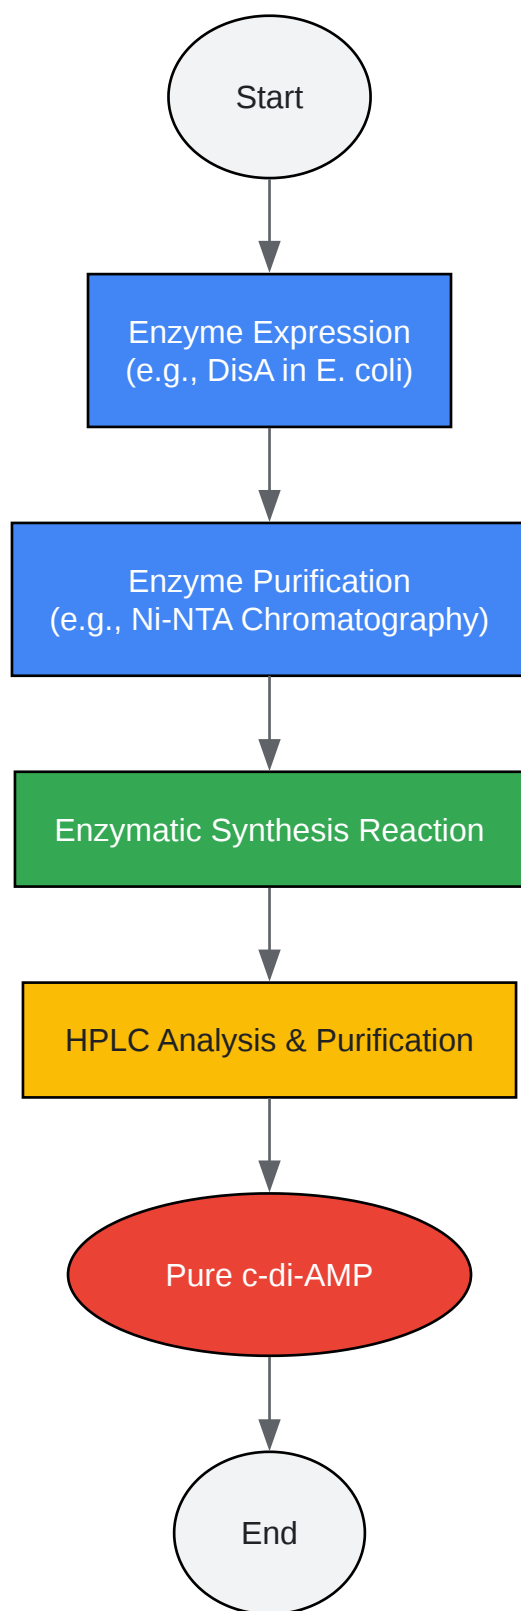 Start
Enzyme Expression
(e.g., DisA in E. coli)
Enzyme Purification
(e.g., Ni-NTA Chromatography)
Enzymatic Synthesis Reaction
HPLC Analysis & Purification
Pure c-di-AMP
End